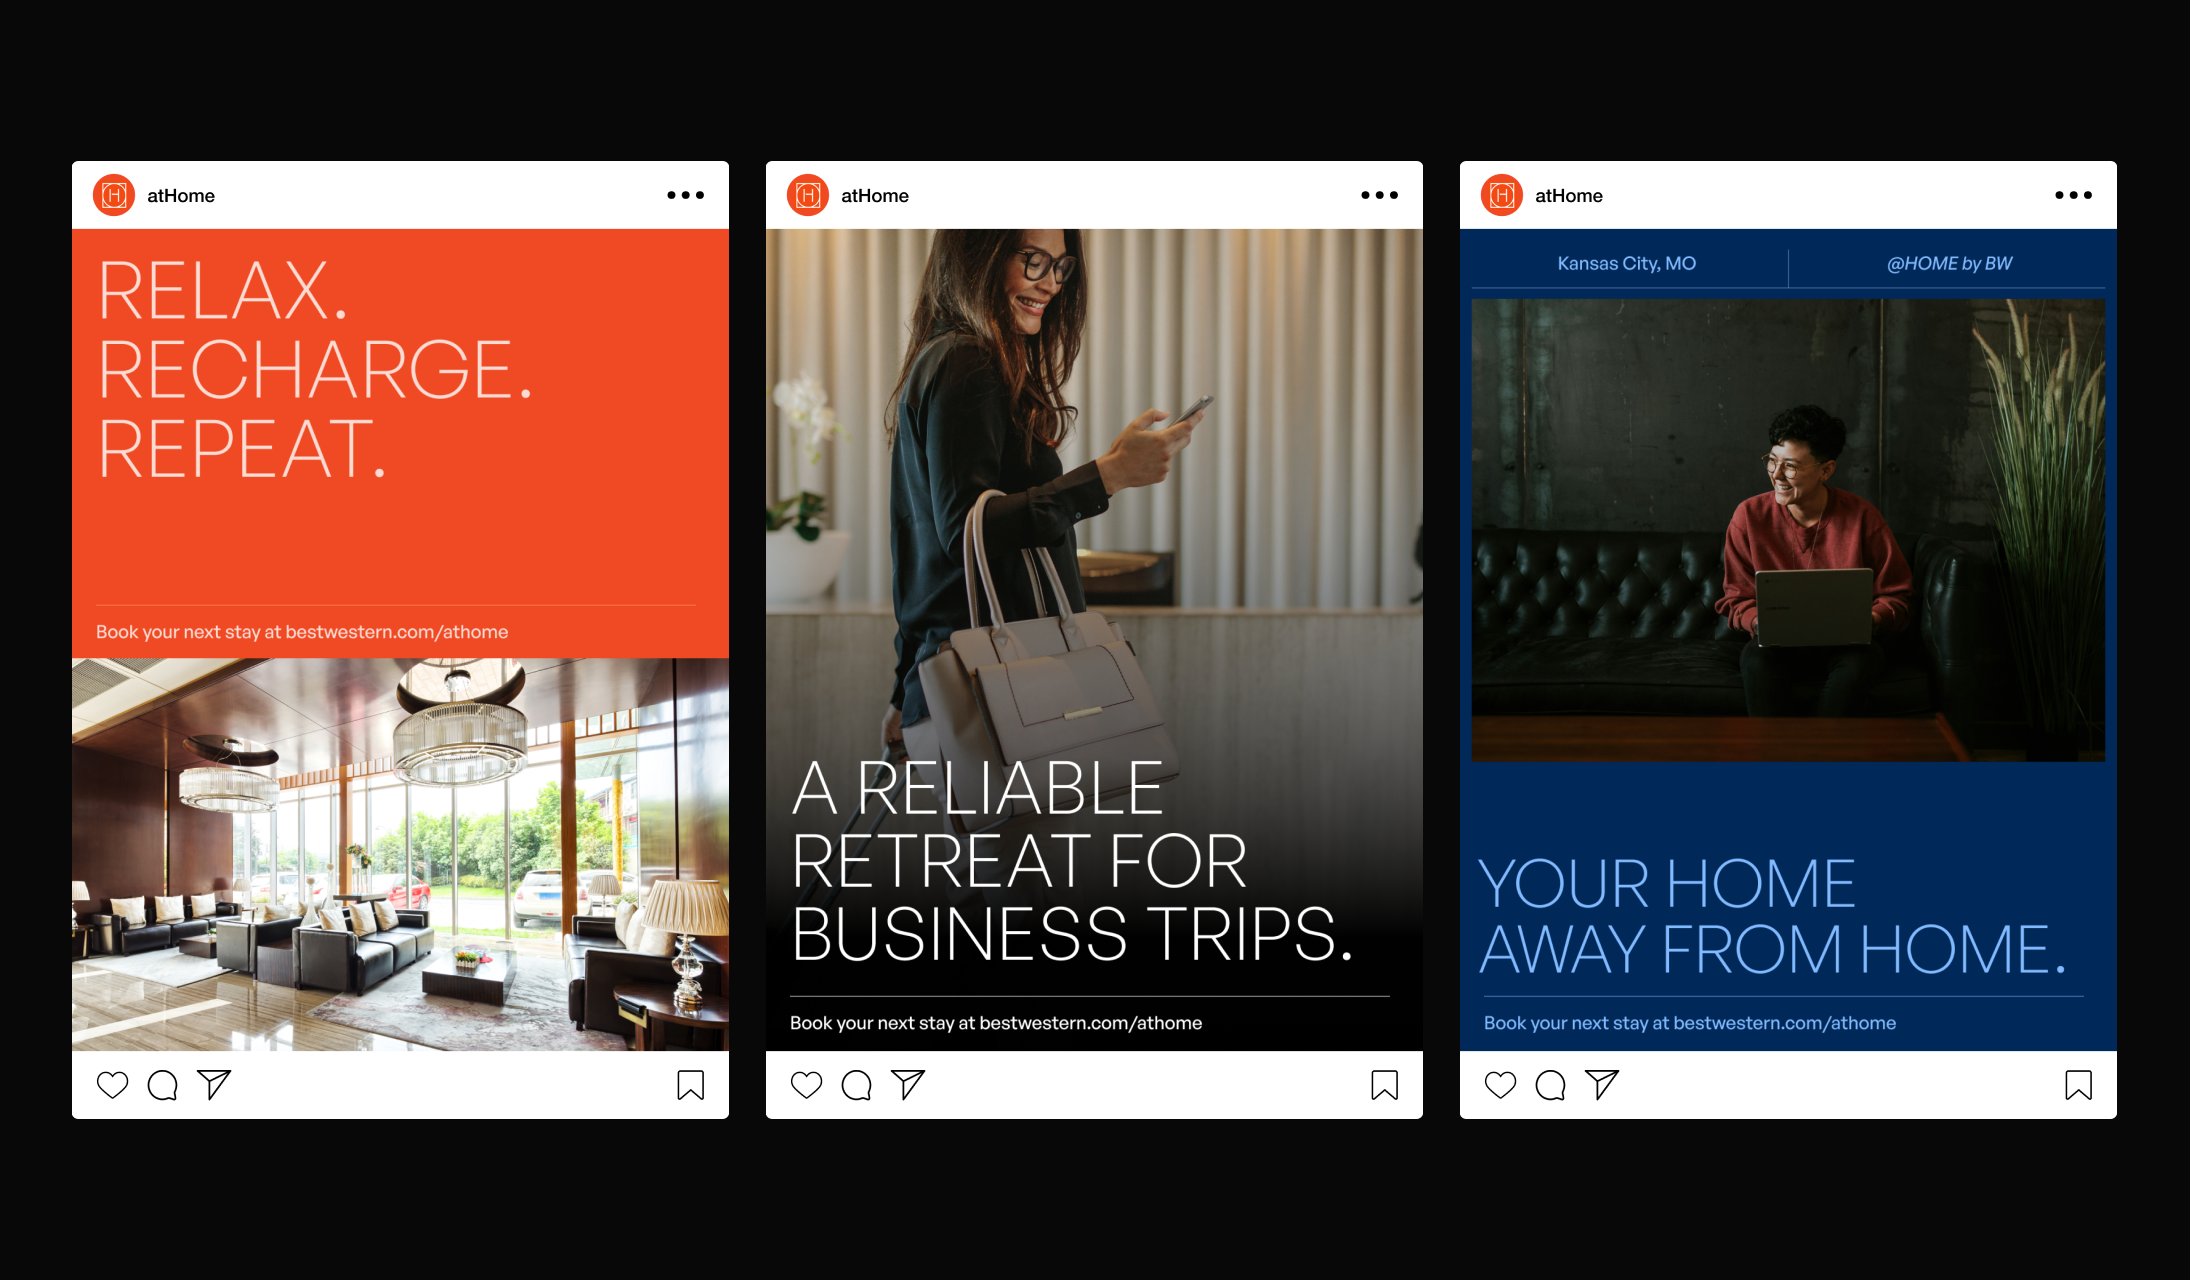 atHome
RELAX.
RECHARGE.
REPEAT.
Book your next stay at bestwestern.com/athome
atHome
A RELIABLE
RETREAT FOR
BUSINESS TRIPS.
Book your next stay at bestwestern.com/athome
atHome
Kansas City, MO
@HOME by BW
YOUR HOME
AWAY FROM HOME.
Book your next stay at bestwestern.com/athome